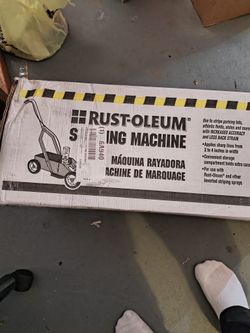 RUST-OLEUM®
ING MACHINE
MÁQUINA RAYADORA
MACHINE DE MARQUAGE
Use to stripe parking lots,
athletic fields, aisles and more
with INCREASED ACCURACY
and LESS BACK STRAIN
• Applies sharp lines from
2 to 4 inches in width
• Convenient storage
compartment holds extra cans
• For use with
Rust-Oleum® and other
inverted striping sprays